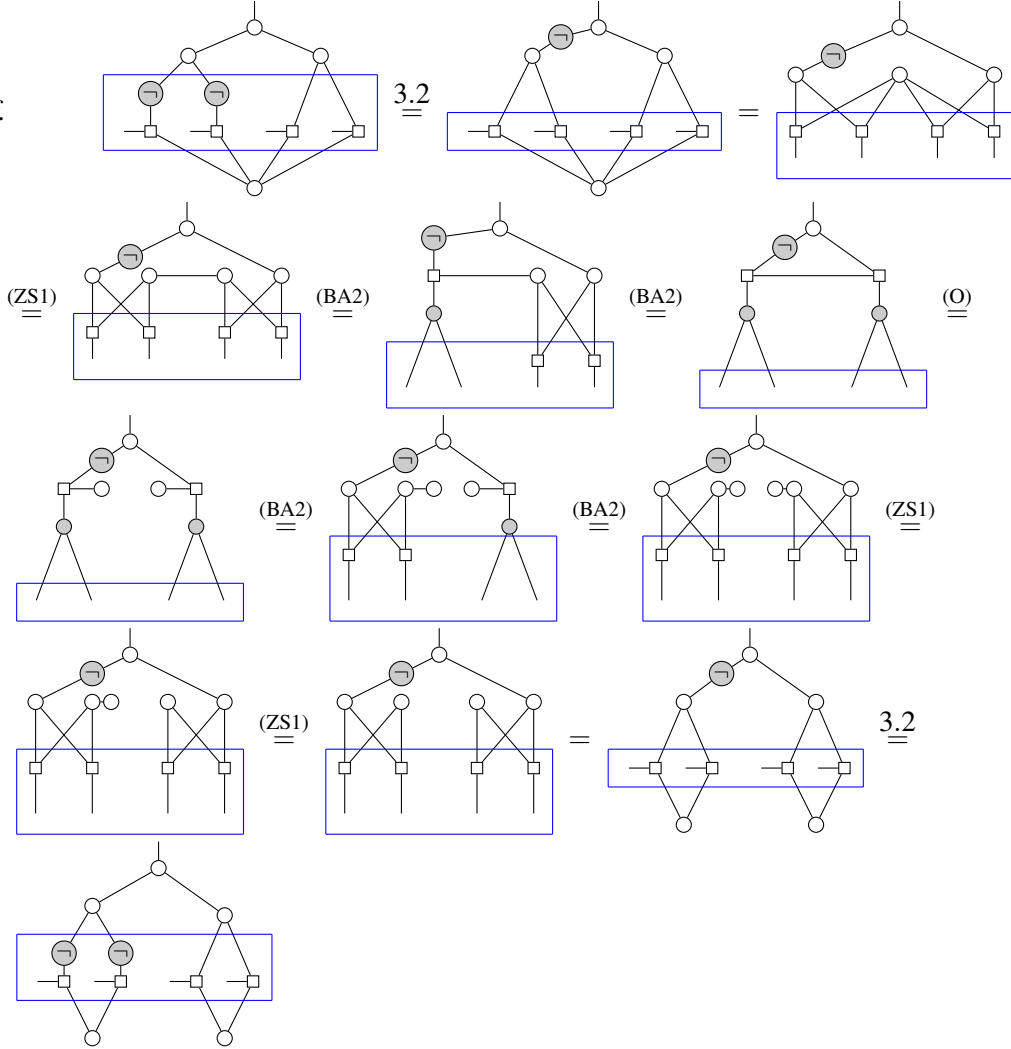 ¬ ¬ 3.2 ¬ = ¬
(ZS1) ¬ (BA2) ¬ (BA2) ¬ (O)
¬ (BA2) ¬ (BA2) ¬ (ZS1)
¬ (ZS1) ¬ = ¬ 3.2
¬ ¬